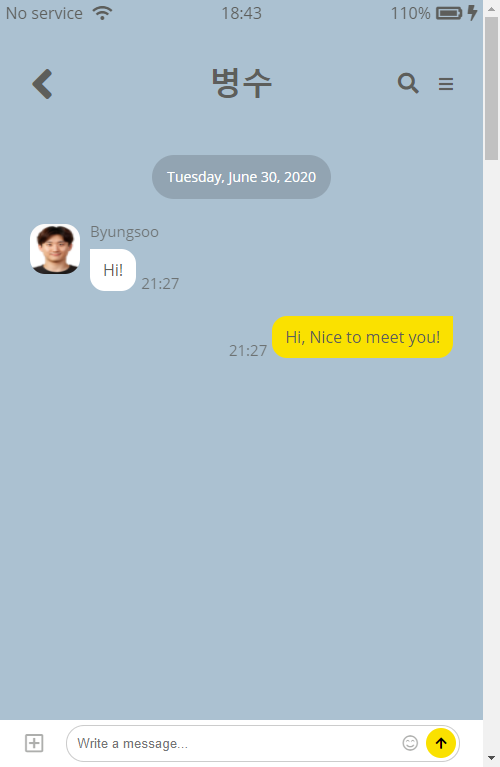 No service 18:43 110%
병수
Tuesday, June 30, 2020
Byungsoo
Hi! 21:27
21:27 Hi, Nice to meet you!
Write a message...